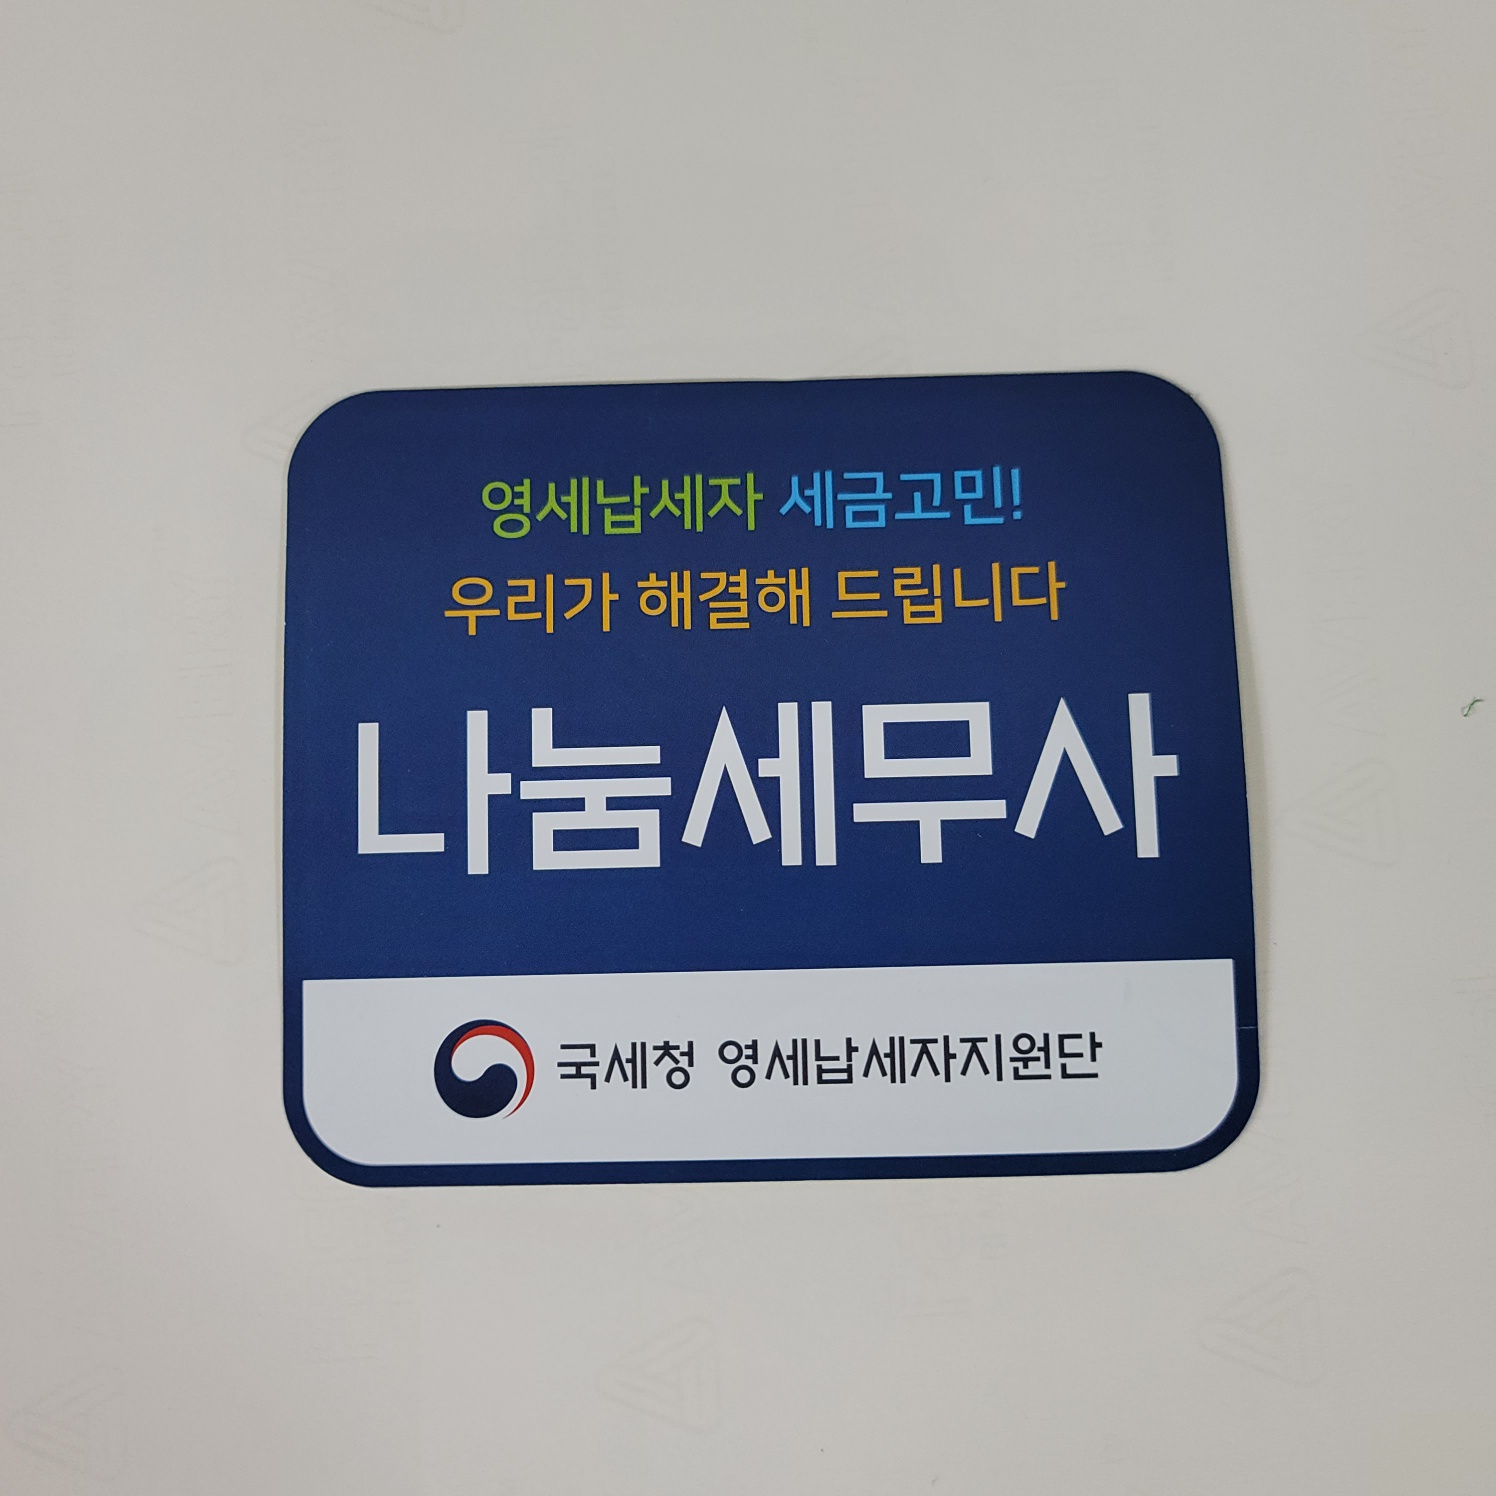 영세납세자 세금고민!
우리가 해결해 드립니다
나눔세무사
국세청 영세납세자지원단